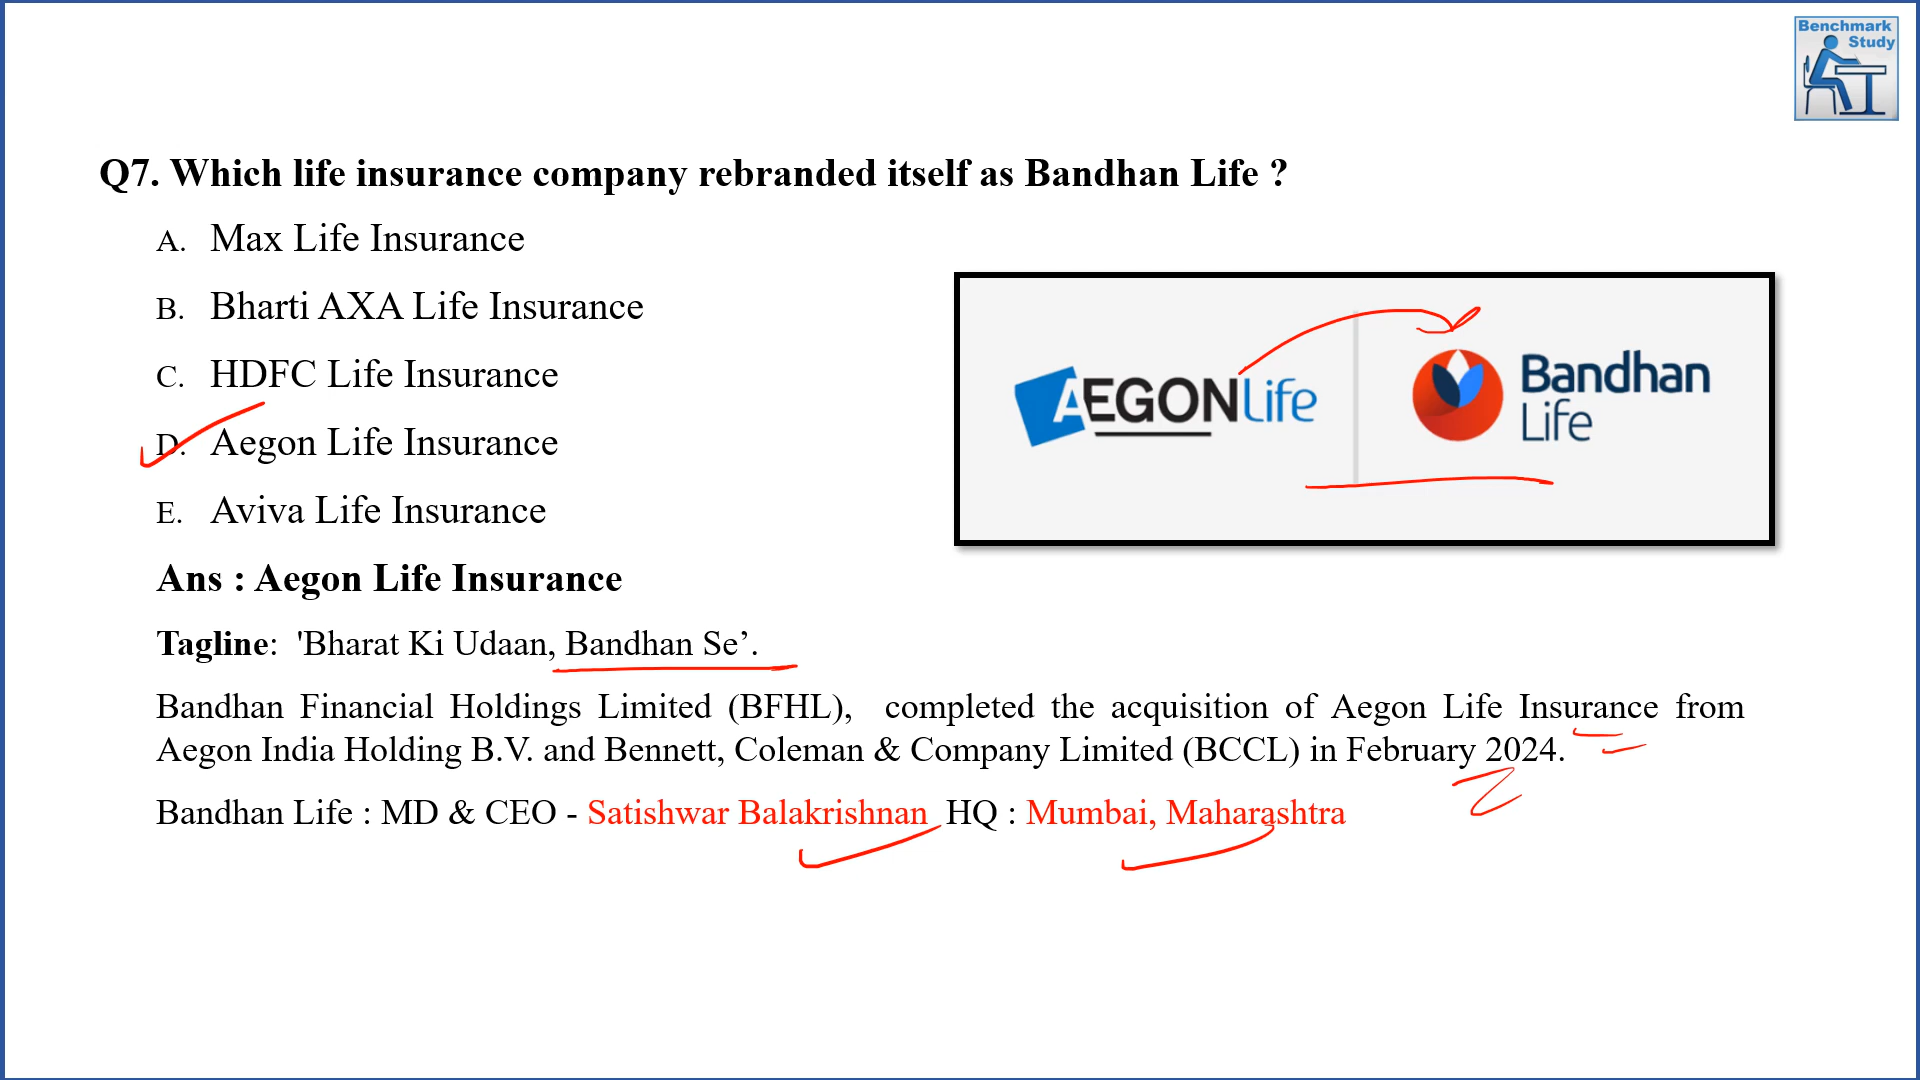 Benchmark
Study
Q7. Which life insurance company rebranded itself as Bandhan Life ?
A. Max Life Insurance
B. Bharti AXA Life Insurance
C. HDFC Life Insurance
D. Aegon Life Insurance
E. Aviva Life Insurance
AEGONLife
Bandhan
Life
Ans : Aegon Life Insurance
Tagline: 'Bharat Ki Udaan, Bandhan Se’.
Bandhan Financial Holdings Limited (BFHL), completed the acquisition of Aegon Life Insurance from
Aegon India Holding B.V. and Bennett, Coleman & Company Limited (BCCL) in February 2024.
Bandhan Life : MD & CEO - Satishwar Balakrishnan HQ : Mumbai, Maharashtra